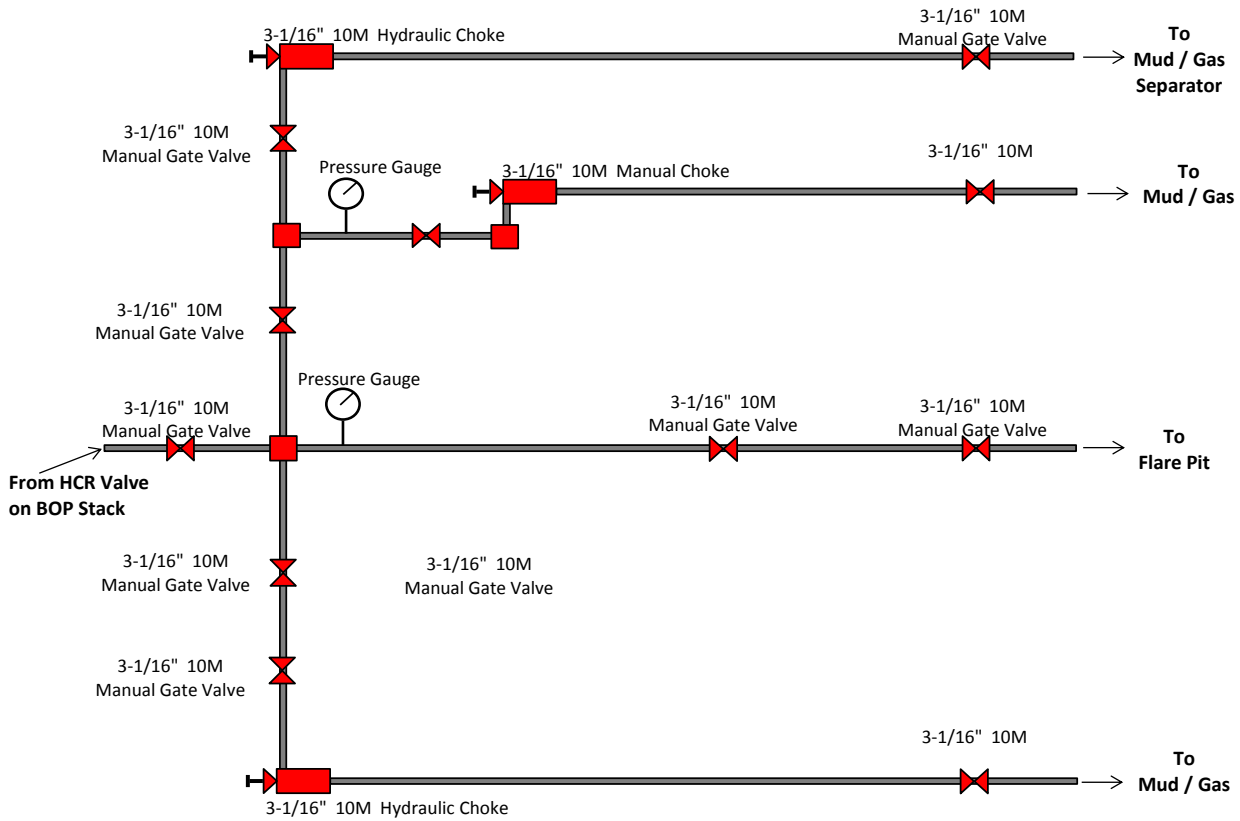 3-1/16" 10M
Manual Gate Valve
To
Mud / Gas
Separator
3-1/16" 10M Hydraulic Choke
3-1/16" 10M
Manual Gate Valve
Pressure Gauge
3-1/16" 10M Manual Choke
3-1/16" 10M
To
Mud / Gas
3-1/16" 10M
Manual Gate Valve
Pressure Gauge
3-1/16" 10M
Manual Gate Valve
3-1/16" 10M
Manual Gate Valve
3-1/16" 10M
Manual Gate Valve
To
Flare Pit
From HCR Valve
on BOP Stack
3-1/16" 10M
Manual Gate Valve
3-1/16" 10M
Manual Gate Valve
3-1/16" 10M
Manual Gate Valve
3-1/16" 10M
To
Mud / Gas
3-1/16" 10M Hydraulic Choke